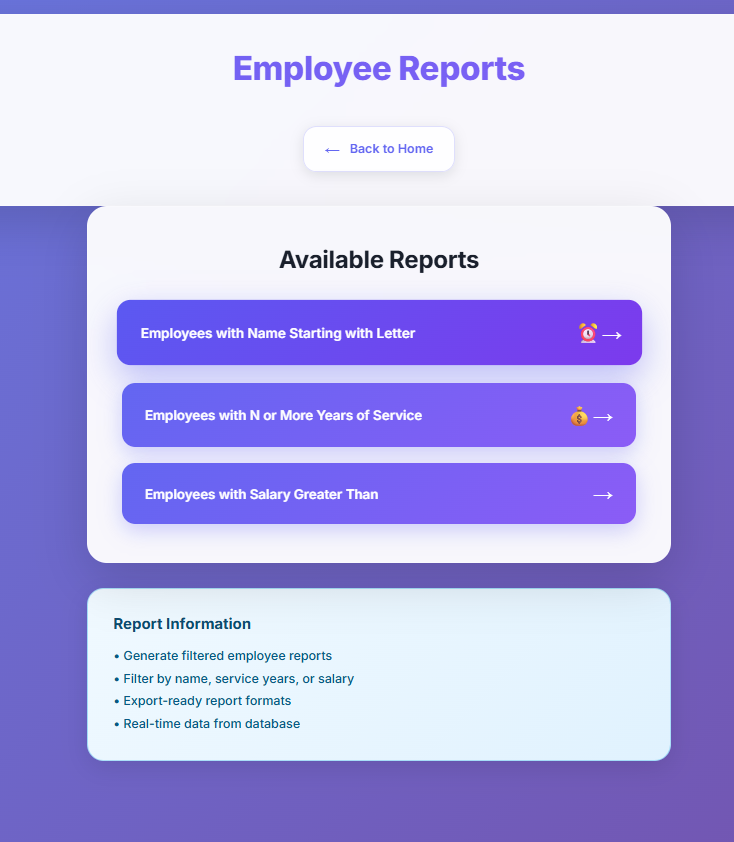 Employee Reports
← Back to Home
Available Reports
Employees with Name Starting with Letter ⏰→
Employees with N or More Years of Service 💰→
Employees with Salary Greater Than →
Report Information
• Generate filtered employee reports
• Filter by name, service years, or salary
• Export-ready report formats
• Real-time data from database